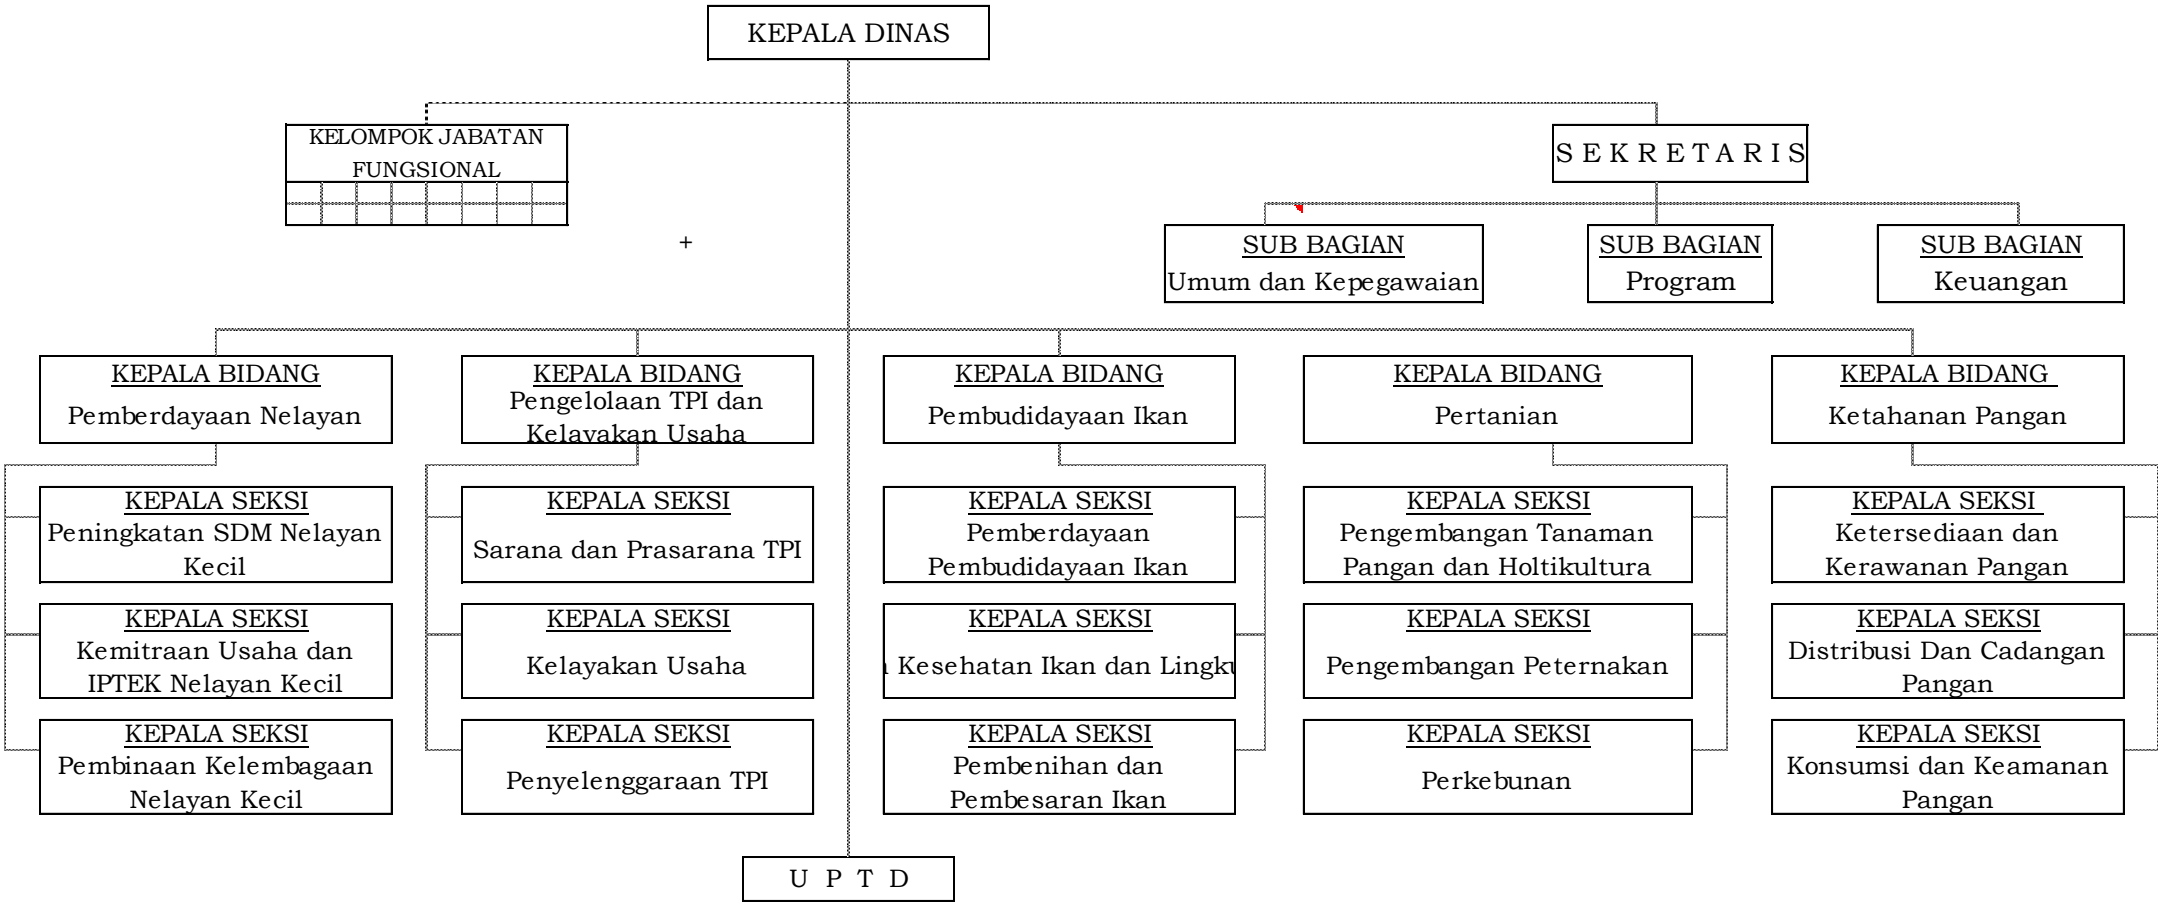 KEPALA DINAS
KELOMPOK JABATAN
FUNGSIONAL
S E K R E T A R I S
+
SUB BAGIAN
Umum dan Kepegawaian
SUB BAGIAN
Program
SUB BAGIAN
Keuangan
KEPALA BIDANG
Pemberdayaan Nelayan
KEPALA BIDANG
Pengelolaan TPI dan
Kelayakan Usaha
KEPALA BIDANG
Pembudidayaan Ikan
KEPALA BIDANG
Pertanian
KEPALA BIDANG
Ketahanan Pangan
KEPALA SEKSI
Peningkatan SDM Nelayan
Kecil
KEPALA SEKSI
Sarana dan Prasarana TPI
KEPALA SEKSI
Pemberdayaan
Pembudidayaan Ikan
KEPALA SEKSI
Pengembangan Tanaman
Pangan dan Holtikultura
KEPALA SEKSI
Ketersediaan dan
Kerawanan Pangan
KEPALA SEKSI
Kemitraan Usaha dan
IPTEK Nelayan Kecil
KEPALA SEKSI
Kelayakan Usaha
KEPALA SEKSI
Kesehatan Ikan dan
KEPALA SEKSI
Pengembangan Peternakan
KEPALA SEKSI
Distribusi Dan Cadangan
Pangan
KEPALA SEKSI
Pembinaan Kelembagaan
Nelayan Kecil
KEPALA SEKSI
Penyelenggaraan TPI
KEPALA SEKSI
Pembenihan dan
Pembesaran Ikan
KEPALA SEKSI
Perkebunan
KEPALA SEKSI
Konsumsi dan Keamanan
Pangan
U P T D